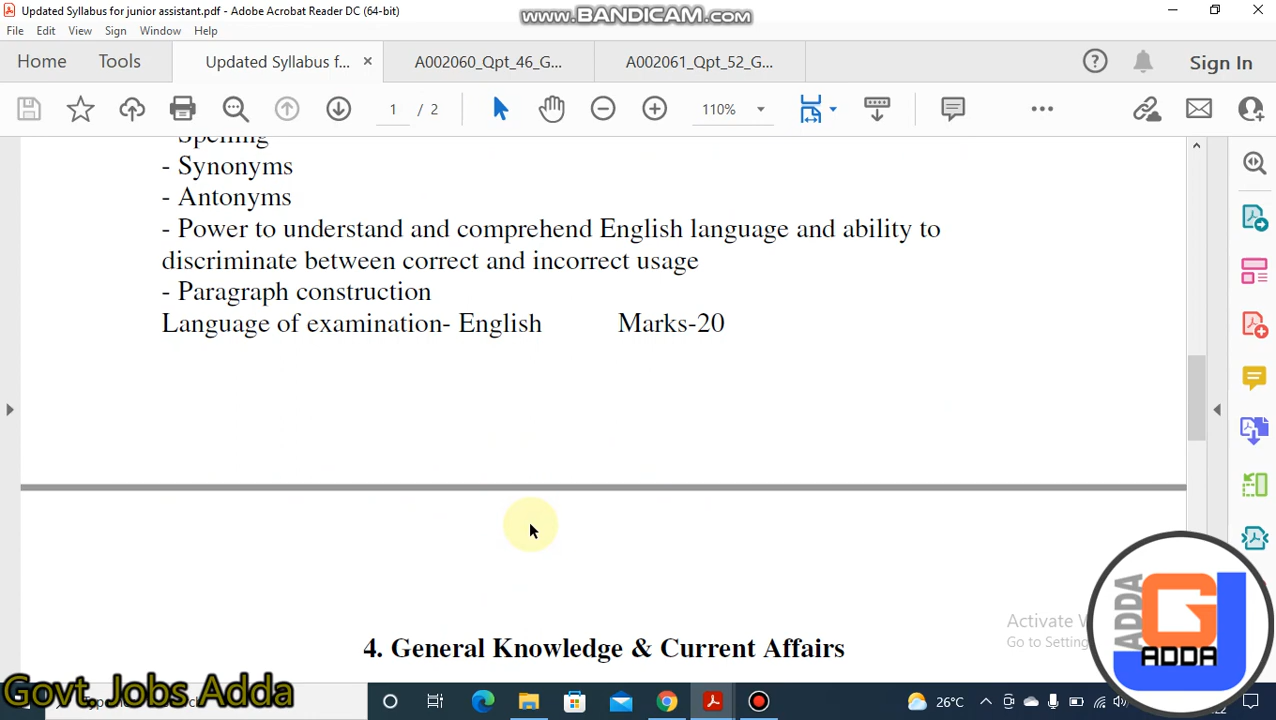 Updated Syllabus for junior assistant.pdf - Adobe Acrobat Reader DC (64-bit)
www.BANDICAM.com
File Edit View Sign Window Help
Home Tools Updated Syllabus f... × A002060_Qpt_46_G... A002061_Qpt_52_G... Sign In
1 / 2 110%
- Spelling
- Synonyms
- Antonyms
- Power to understand and comprehend English language and ability to
discriminate between correct and incorrect usage
- Paragraph construction
Language of examination- English Marks-20
4. General Knowledge & Current Affairs
Activate
Go to Setting
ADDA
GJ
ADDA
Govt. Jobs Adda
26°C